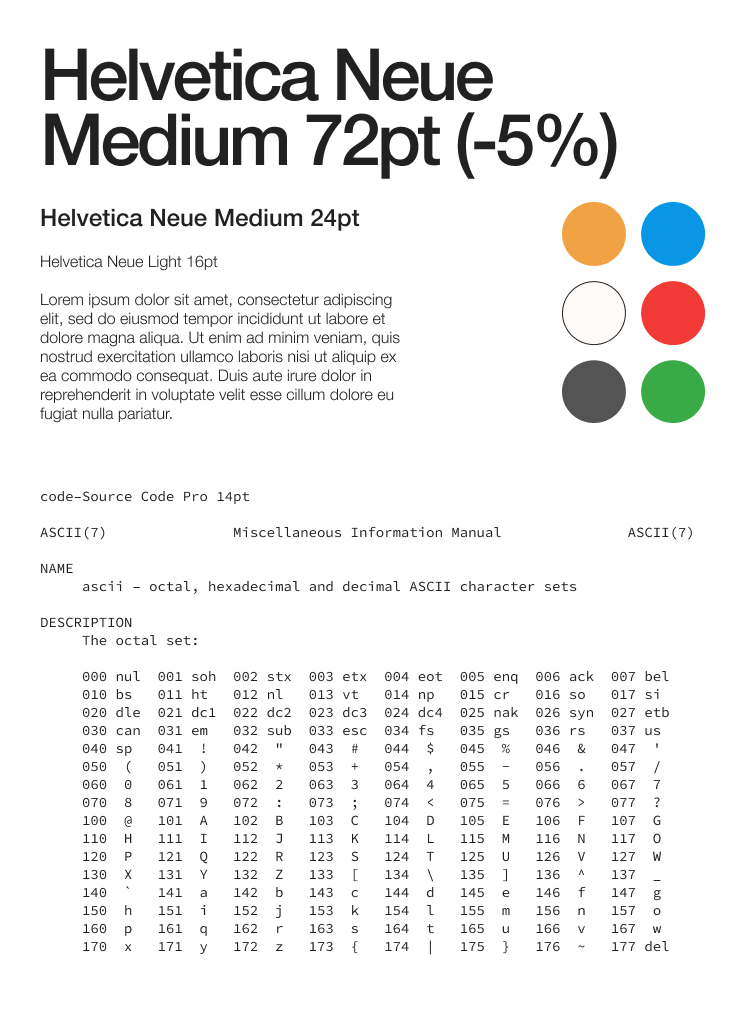 Helvetica Neue
Medium 72pt (-5%)
Helvetica Neue Medium 24pt
Helvetica Neue Light 16pt
Lorem ipsum dolor sit amet, consectetur adipiscing
elit, sed do eiusmod tempor incididunt ut labore et
dolore magna aliqua. Ut enim ad minim veniam, quis
nostrud exercitation ullamco laboris nisi ut aliquip ex
ea commodo consequat. Duis aute irure dolor in
reprehenderit in voluptate velit esse cillum dolore eu
fugiat nulla pariatur.
code–Source Code Pro 14pt
ASCII(7)               Miscellaneous Information Manual               ASCII(7)
NAME
     ascii – octal, hexadecimal and decimal ASCII character sets
DESCRIPTION
     The octal set:
     000 nul  001 soh  002 stx  003 etx  004 eot  005 enq  006 ack  007 bel
     010 bs   011 ht   012 nl   013 vt   014 np   015 cr   016 so   017 si
     020 dle  021 dc1  022 dc2  023 dc3  024 dc4  025 nak  026 syn  027 etb
     030 can  031 em   032 sub  033 esc  034 fs   035 gs   036 rs   037 us
     040 sp   041  !   042  "   043  #   044  $   045  %   046  &   047  '
     050  (   051  )   052  *   053  +   054  ,   055  -   056  .   057  /
     060  0   061  1   062  2   063  3   064  4   065  5   066  6   067  7
     070  8   071  9   072  :   073  ;   074  <   075  =   076  >   077  ?
     100  @   101  A   102  B   103  C   104  D   105  E   106  F   107  G
     110  H   111  I   112  J   113  K   114  L   115  M   116  N   117  O
     120  P   121  Q   122  R   123  S   124  T   125  U   126  V   127  W
     130  X   131  Y   132  Z   133  [   134  \   135  ]   136  ^   137  _
     140  `   141  a   142  b   143  c   144  d   145  e   146  f   147  g
     150  h   151  i   152  j   153  k   154  l   155  m   156  n   157  o
     160  p   161  q   162  r   163  s   164  t   165  u   166  v   167  w
     170  x   171  y   172  z   173  {   174  |   175  }   176  ~   177 del